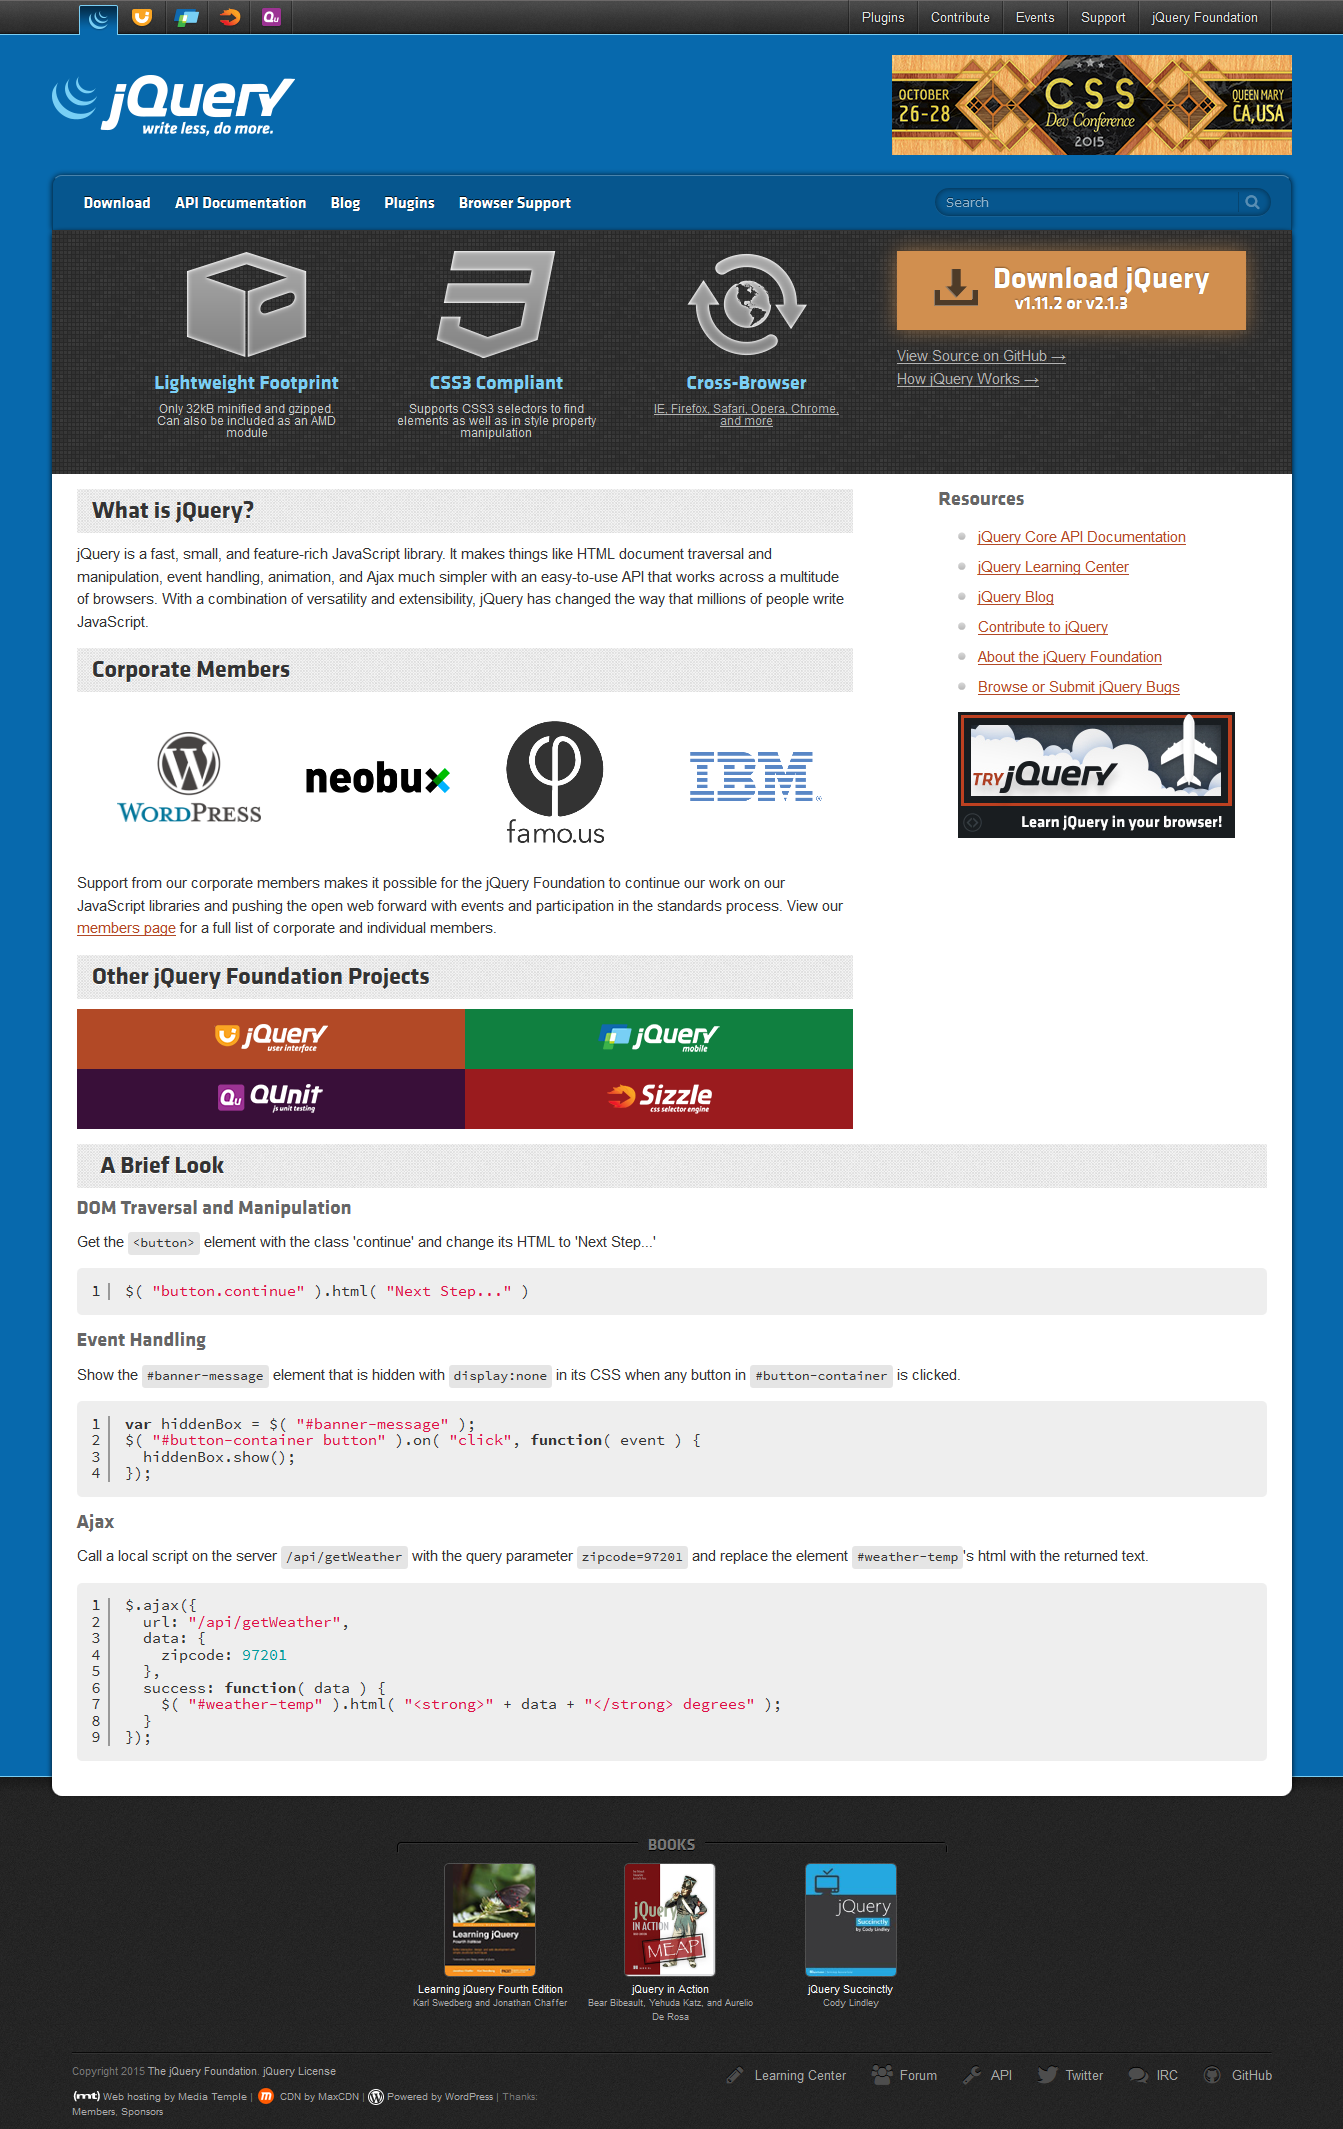 Plugins
Contribute
Events
Support
jQuery Foundation
jQuery
write less, do more.
OCTOBER
26-28
CSS
Dev Conference
2015
QUEEN MARY
CA, USA
Download
API Documentation
Blog
Plugins
Browser Support
Search
Lightweight Footprint
Only 32kB minified and gzipped.
Can also be included as an AMD
module
CSS3 Compliant
Supports CSS3 selectors to find
elements as well as in style property
manipulation
Cross-Browser
IE, Firefox, Safari, Opera, Chrome,
and more
Download jQuery
v1.11.2 or v2.1.3
View Source on GitHub →
How jQuery Works →
What is jQuery?
jQuery is a fast, small, and feature-rich JavaScript library. It makes things like HTML document traversal and
manipulation, event handling, animation, and Ajax much simpler with an easy-to-use API that works across a multitude
of browsers. With a combination of versatility and extensibility, jQuery has changed the way that millions of people write
JavaScript.
Resources
jQuery Core API Documentation
jQuery Learning Center
jQuery Blog
Contribute to jQuery
About the jQuery Foundation
Browse or Submit jQuery Bugs
TRY jQuery
Learn jQuery in your browser!
Corporate Members
WORDPRESS
neobux
famo.us
IBM®
Support from our corporate members makes it possible for the jQuery Foundation to continue our work on our
JavaScript libraries and pushing the open web forward with events and participation in the standards process. View our
members page for a full list of corporate and individual members.
Other jQuery Foundation Projects
jQuery
user interface
jQuery
mobile
Qu QUnit
js unit testing
Sizzle
css selector engine
A Brief Look
DOM Traversal and Manipulation
Get the <button> element with the class 'continue' and change its HTML to 'Next Step...'
1 $( "button.continue" ).html( "Next Step..." )
Event Handling
Show the #banner-message element that is hidden with display:none in its CSS when any button in #button-container is clicked.
1 var hiddenBox = $( "#banner-message" );
2 $( "#button-container button" ).on( "click", function( event ) {
3   hiddenBox.show();
4 });
Ajax
Call a local script on the server /api/getWeather with the query parameter zipcode=97201 and replace the element #weather-temp's html with the returned text.
1 $.ajax({
2   url: "/api/getWeather",
3   data: {
4     zipcode: 97201
5   },
6   success: function( data ) {
7     $( "#weather-temp" ).html( "<strong>" + data + "</strong> degrees" );
8   }
9 });
BOOKS
Learning jQuery
Fourth Edition
jQuery
IN ACTION
MEAP
jQuery
Succinctly
by Cody Lindley
Learning jQuery Fourth Edition
Karl Swedberg and Jonathan Chaffer
jQuery in Action
Bear Bibeault, Yehuda Katz, and Aurelio
De Rosa
jQuery Succinctly
Cody Lindley
Copyright 2015 The jQuery Foundation. jQuery License
Learning Center
Forum
API
Twitter
IRC
GitHub
(mt) Web hosting by Media Temple | CDN by MaxCDN | Powered by WordPress | Thanks:
Members, Sponsors